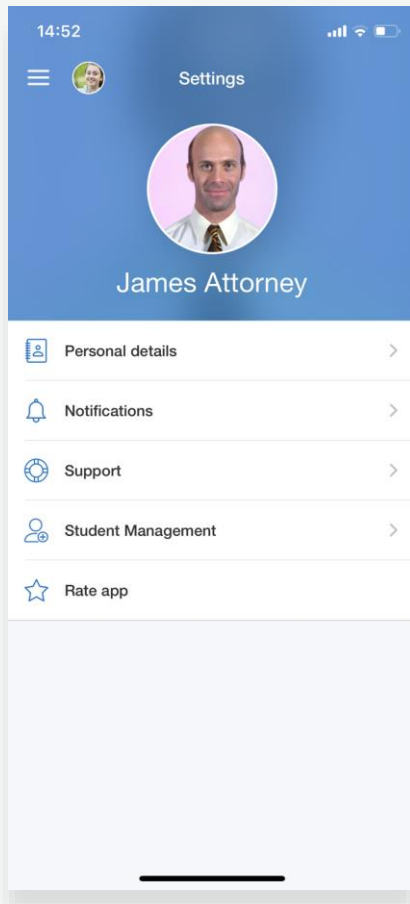 14:52
Settings
James Attorney
Personal details
Notifications
Support
Student Management
Rate app